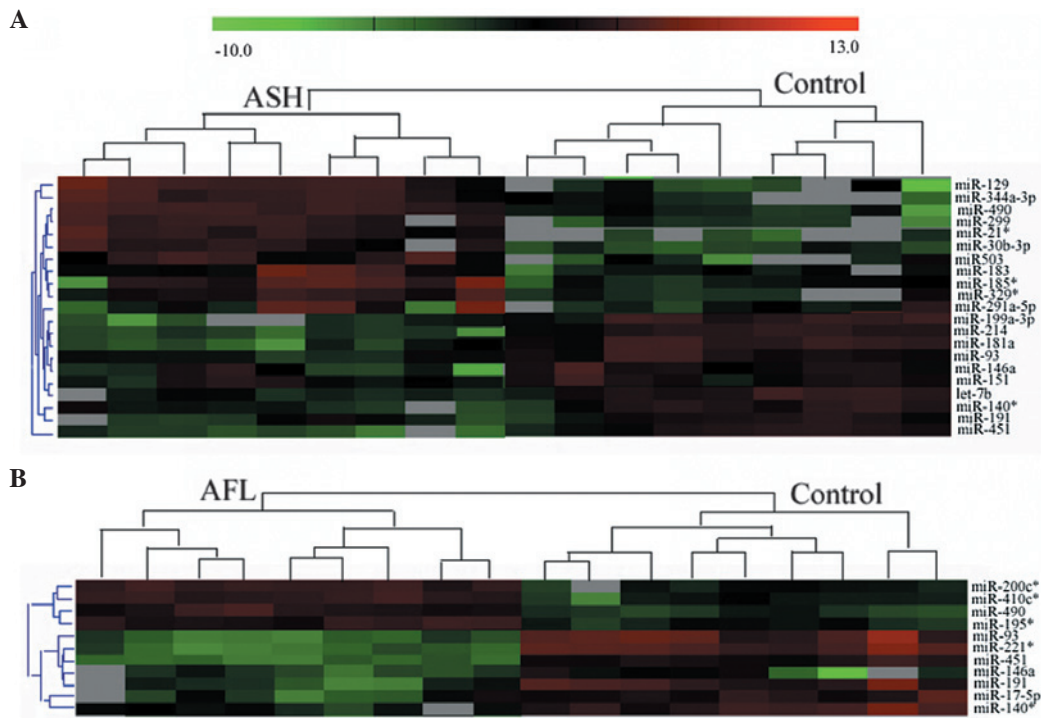 A
-10.0 13.0
ASH Control
miR-129
miR-344a-3p
miR-490
miR-299
miR-21*
miR-30b-3p
miR503
miR-183
miR-185*
miR-329*
miR-291a-5p
miR-199a-3p
miR-214
miR-181a
miR-93
miR-146a
miR-151
let-7b
miR-140*
miR-191
miR-451
B
AFL Control
miR-200c*
miR-410c*
miR-490
miR-195*
miR-93
miR-221*
miR-451
miR-146a
miR-191
miR-17-5p
miR-140*